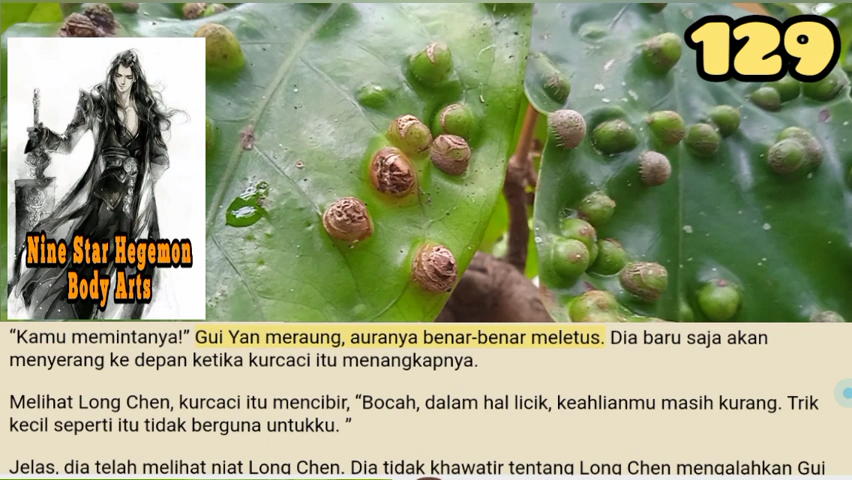 129
Nine Star Hegemon
Body Arts
“Kamu memintanya!” Gui Yan meraung, auranya benar-benar meletus. Dia baru saja akan
menyerang ke depan ketika kurcaci itu menangkapnya.
Melihat Long Chen, kurcaci itu mencibir, “Bocah, dalam hal licik, keahlianmu masih kurang. Trik
kecil seperti itu tidak berguna untukku. ”
Jelas, dia telah melihat niat Long Chen. Dia tidak khawatir tentang Long Chen mengalahkan Gui